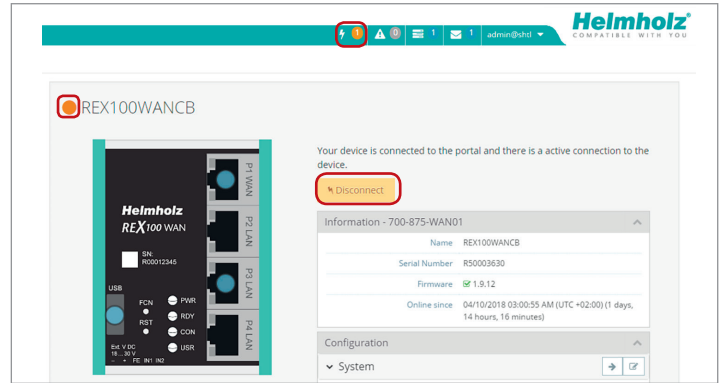 Helmholz®
COMPATIBLE WITH YOU
1 0 1 1 admin@shtl
REX100WANCB
Your device is connected to the portal and there is a active connection to the
device.
Disconnect
Information - 700-875-WAN01
Name REX100WANCB
Serial Number R50003630
Firmware 1.9.12
Online since 04/10/2018 03:00:55 AM (UTC +02:00) (1 days,
14 hours, 16 minutes)
Configuration
System
Helmholz
REX100 WAN
SN:
R00012345
P1 WAN
P2 LAN
P3 LAN
P4 LAN
USB
FCN PWR
RST RDY
CON
USR
Ext. V DC
18 ... 30 V
– + FE IN1 IN2